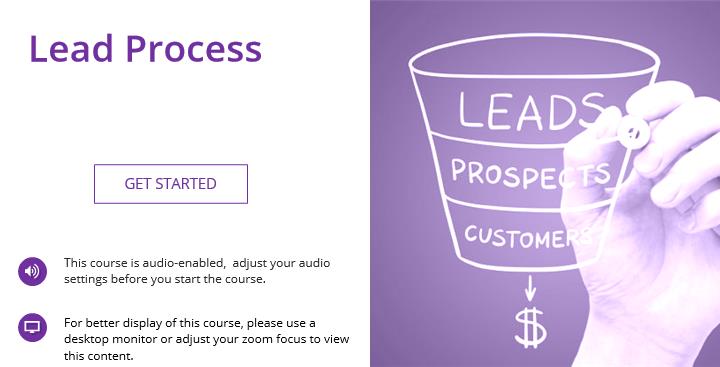 Lead Process
GET STARTED
This course is audio-enabled,  adjust your audio
settings before you start the course.
For better display of this course, please use a
desktop monitor or adjust your zoom focus to view
this content.
LEADS
PROSPECTS
CUSTOMERS
$